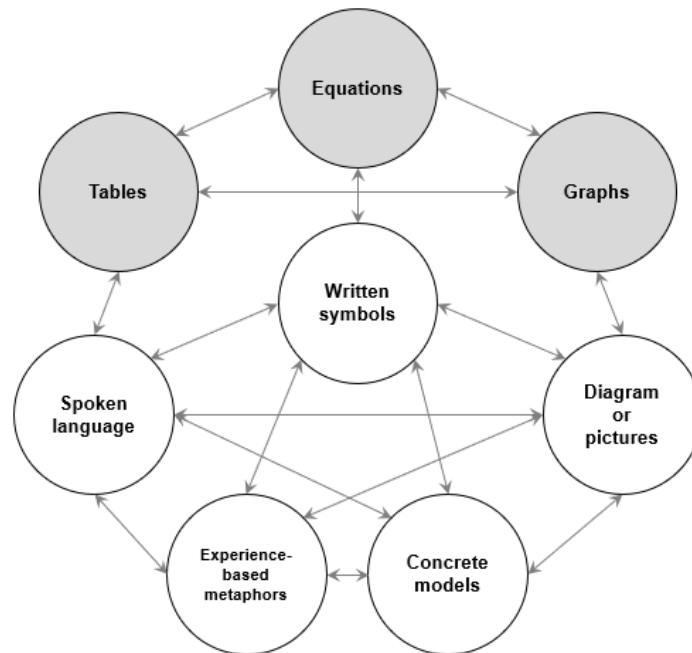 Equations
Tables
Graphs
Written
symbols
Spoken
language
Diagram
or
pictures
Experience-
based
metaphors
Concrete
models